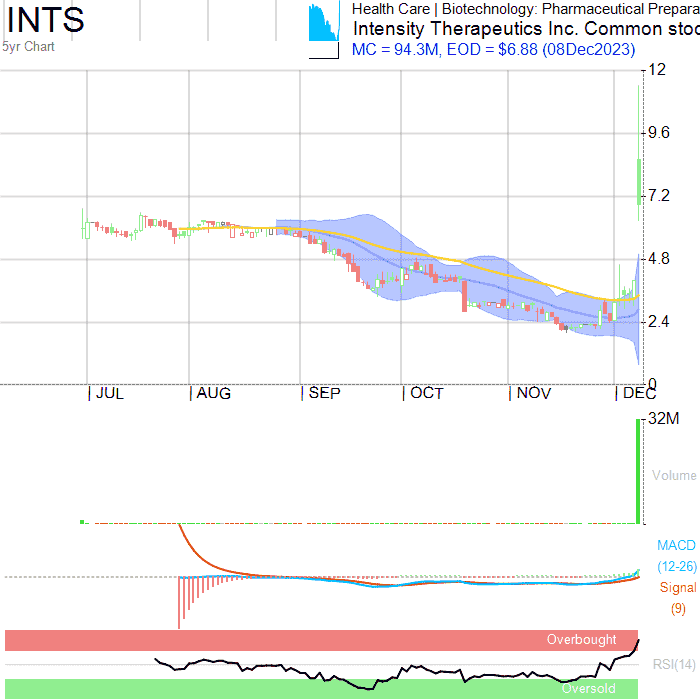 INTS
5yr Chart
Health Care | Biotechnology: Pharmaceutical Prepara
Intensity Therapeutics Inc. Common stoc
MC = 94.3M, EOD = $6.88 (08Dec2023)
12
9.6
7.2
4.8
2.4
0
JUL AUG SEP OCT NOV DEC
32M
Volume
MACD
(12-26)
Signal
(9)
Overbought
RSI(14)
Oversold